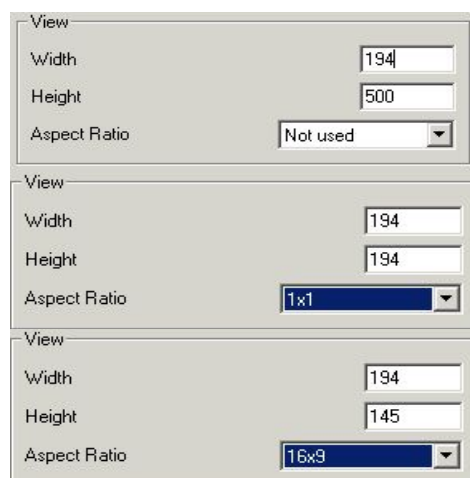 View
Width 194
Height 500
Aspect Ratio Not used
View
Width 194
Height 194
Aspect Ratio 1x1
View
Width 194
Height 145
Aspect Ratio 16x9